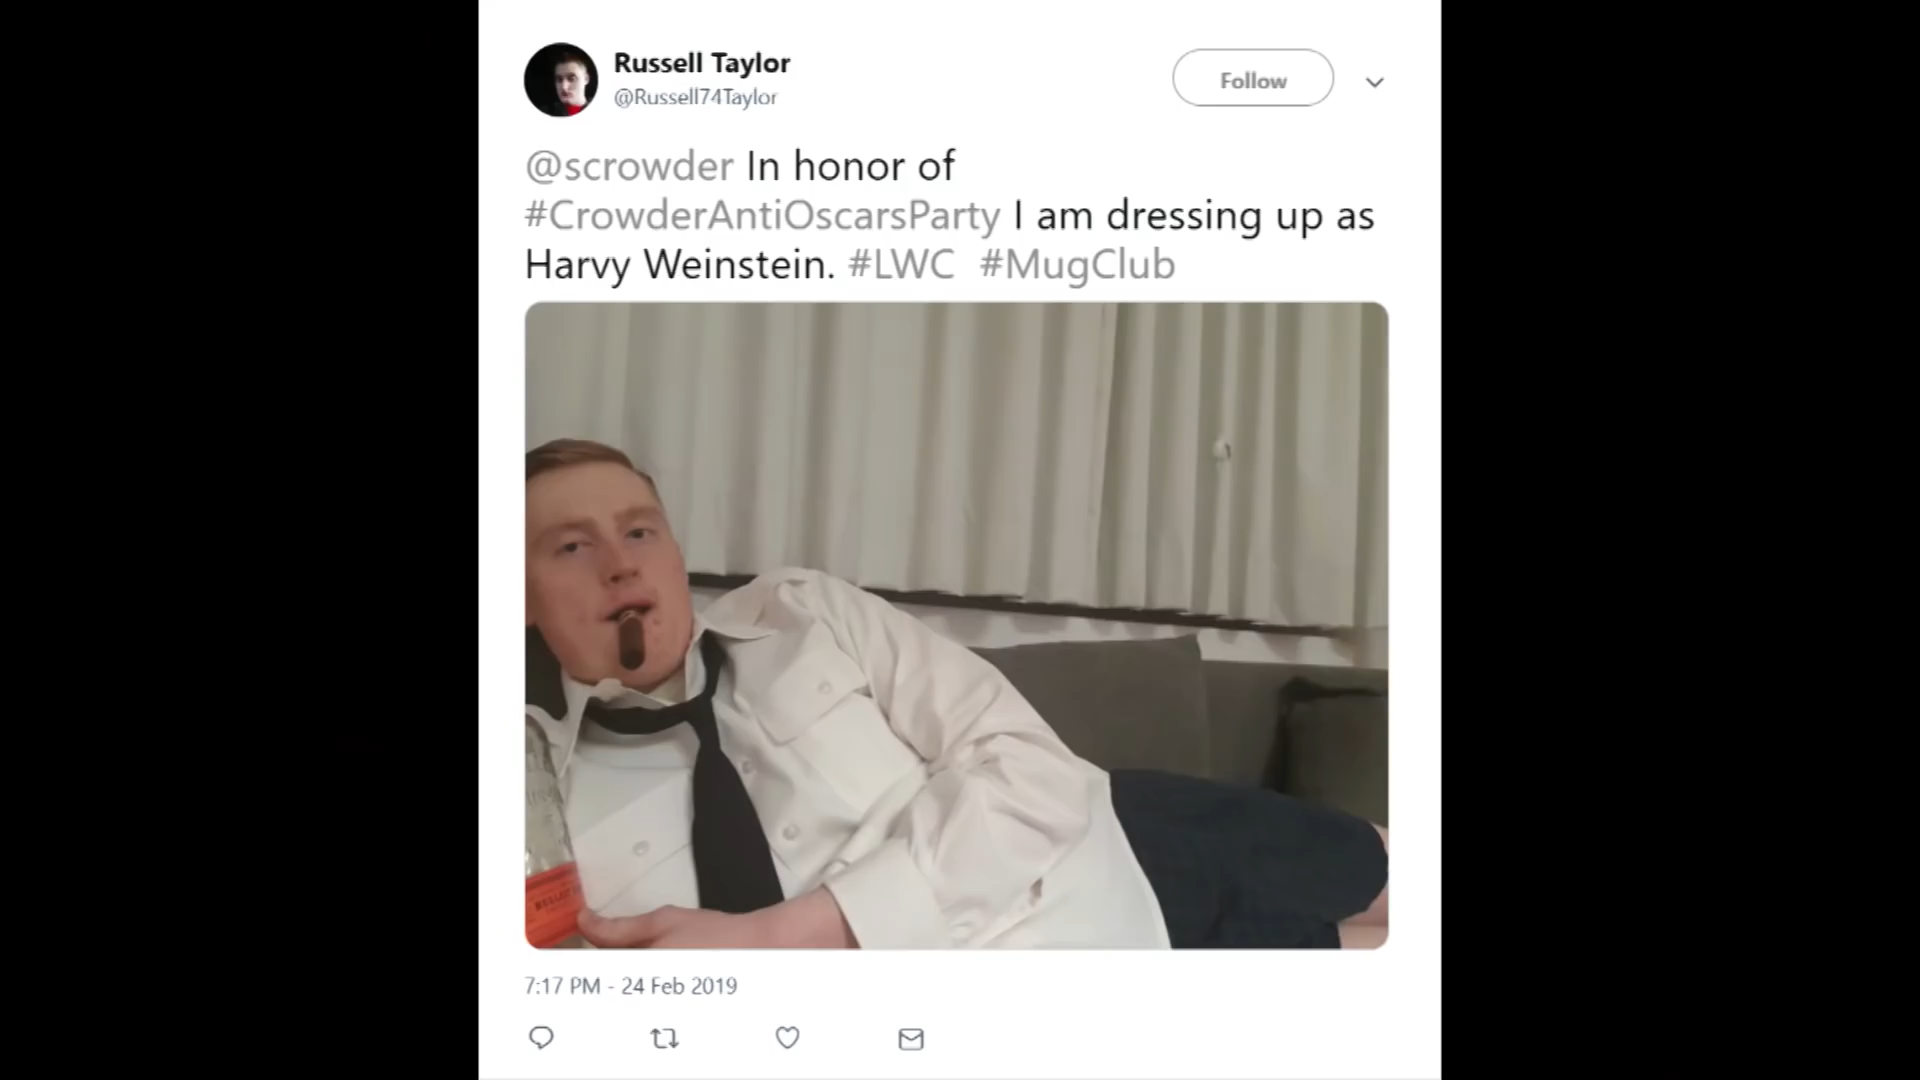 Russell Taylor
@Russell74Taylor
Follow
@scrowder In honor of
#CrowderAntiOscarsParty I am dressing up as
Harvy Weinstein. #LWC #MugClub
7:17 PM - 24 Feb 2019